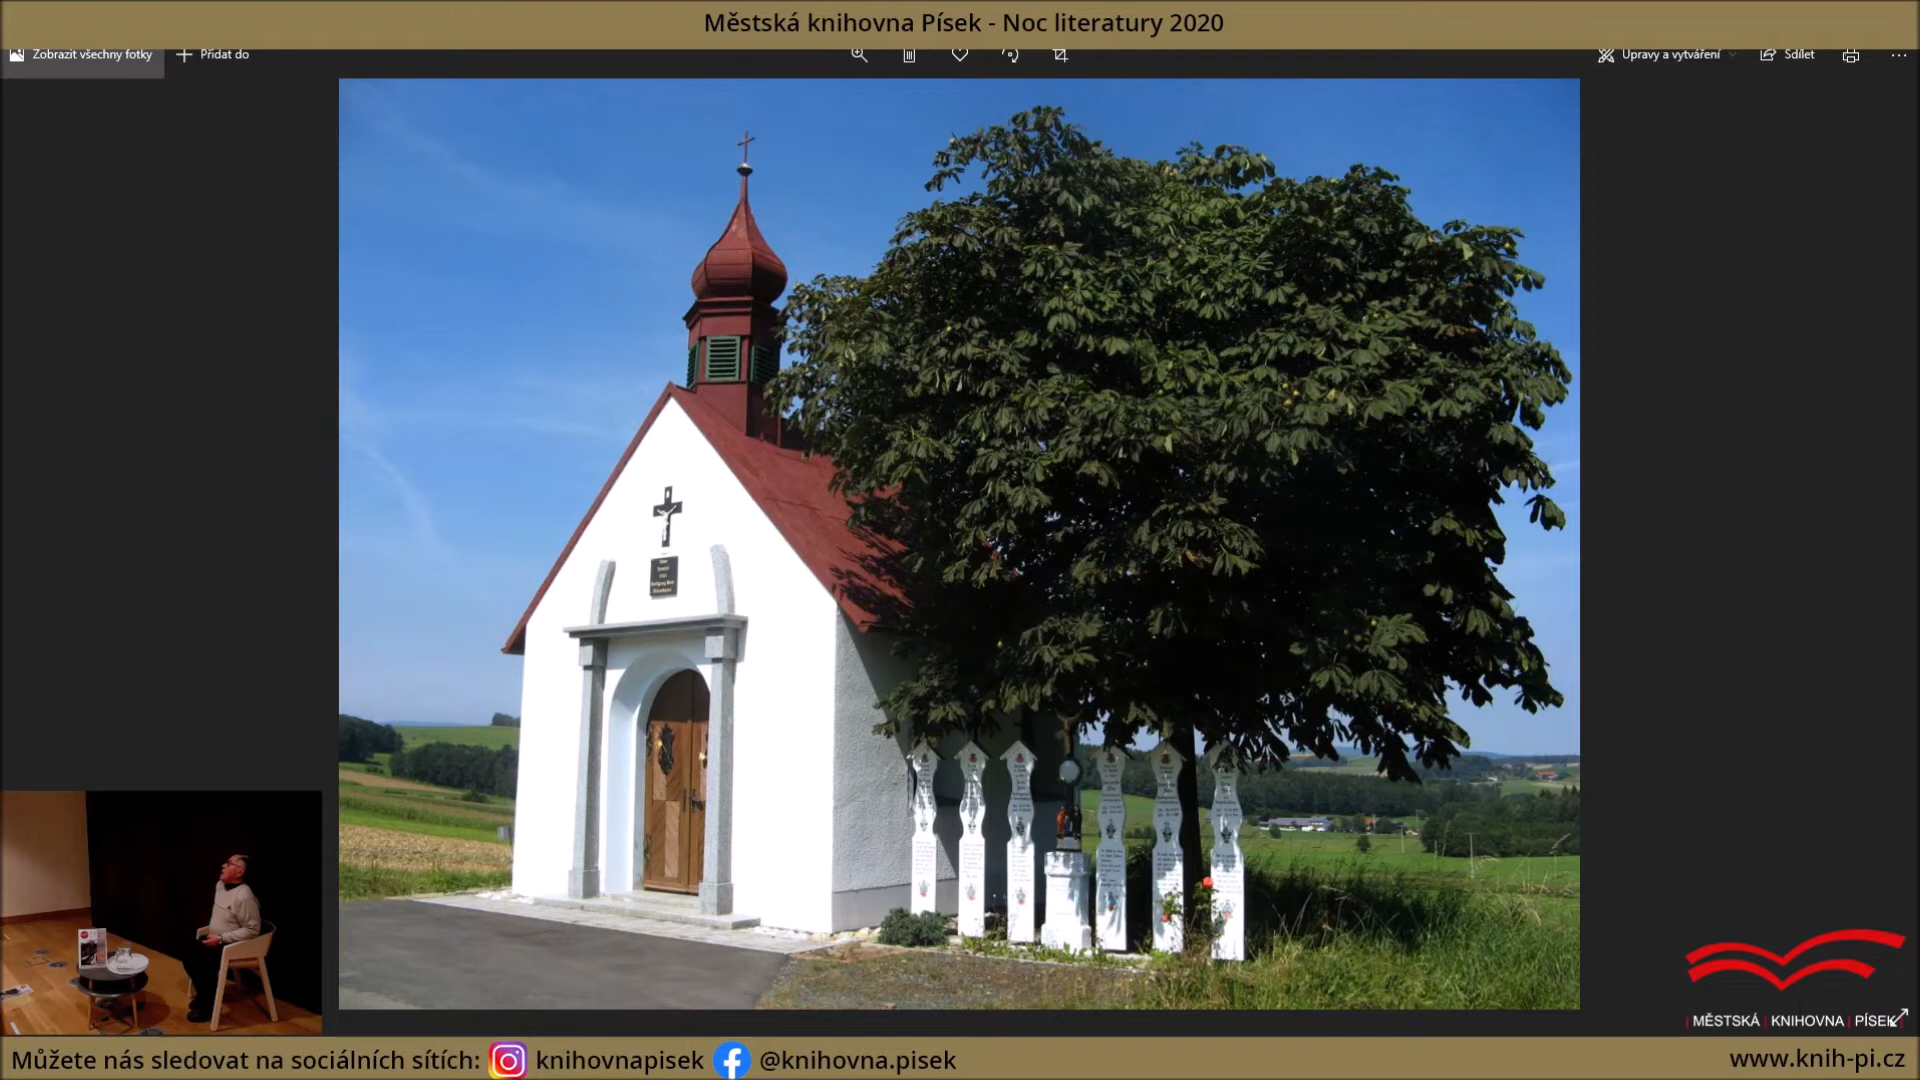 Městská knihovna Písek - Noc literatury 2020
Zobrazit všechny fotky
Přidat do
Upravy a vytváření
Sdílet
MĚSTSKÁ | KNIHOVNA | PÍSEK
Můžete nás sledovat na sociálních sítích: knihovnapisek @knihovna.pisek
www.knih-pi.cz